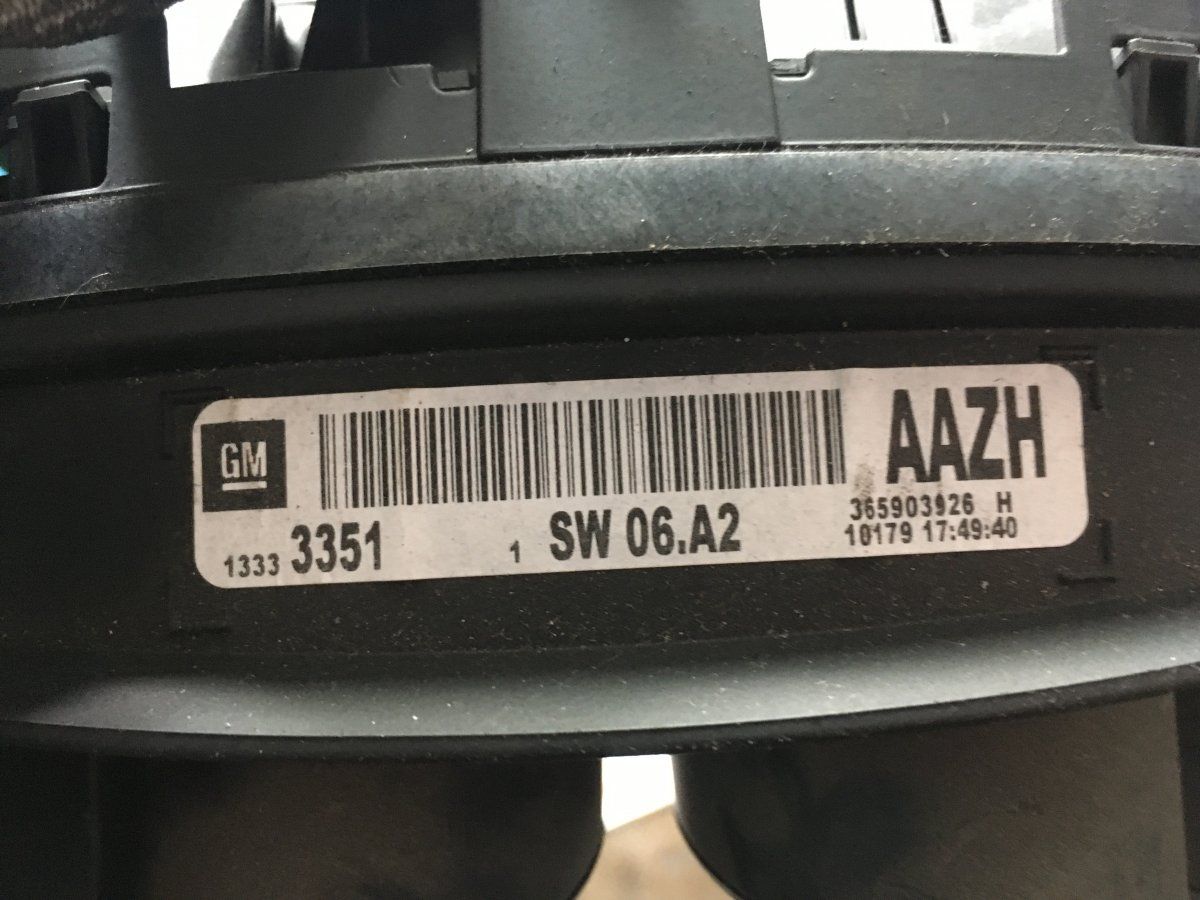 GM
AAZH
365903926 H
10179 17:49:40
1333 3351 1 SW 06.A2